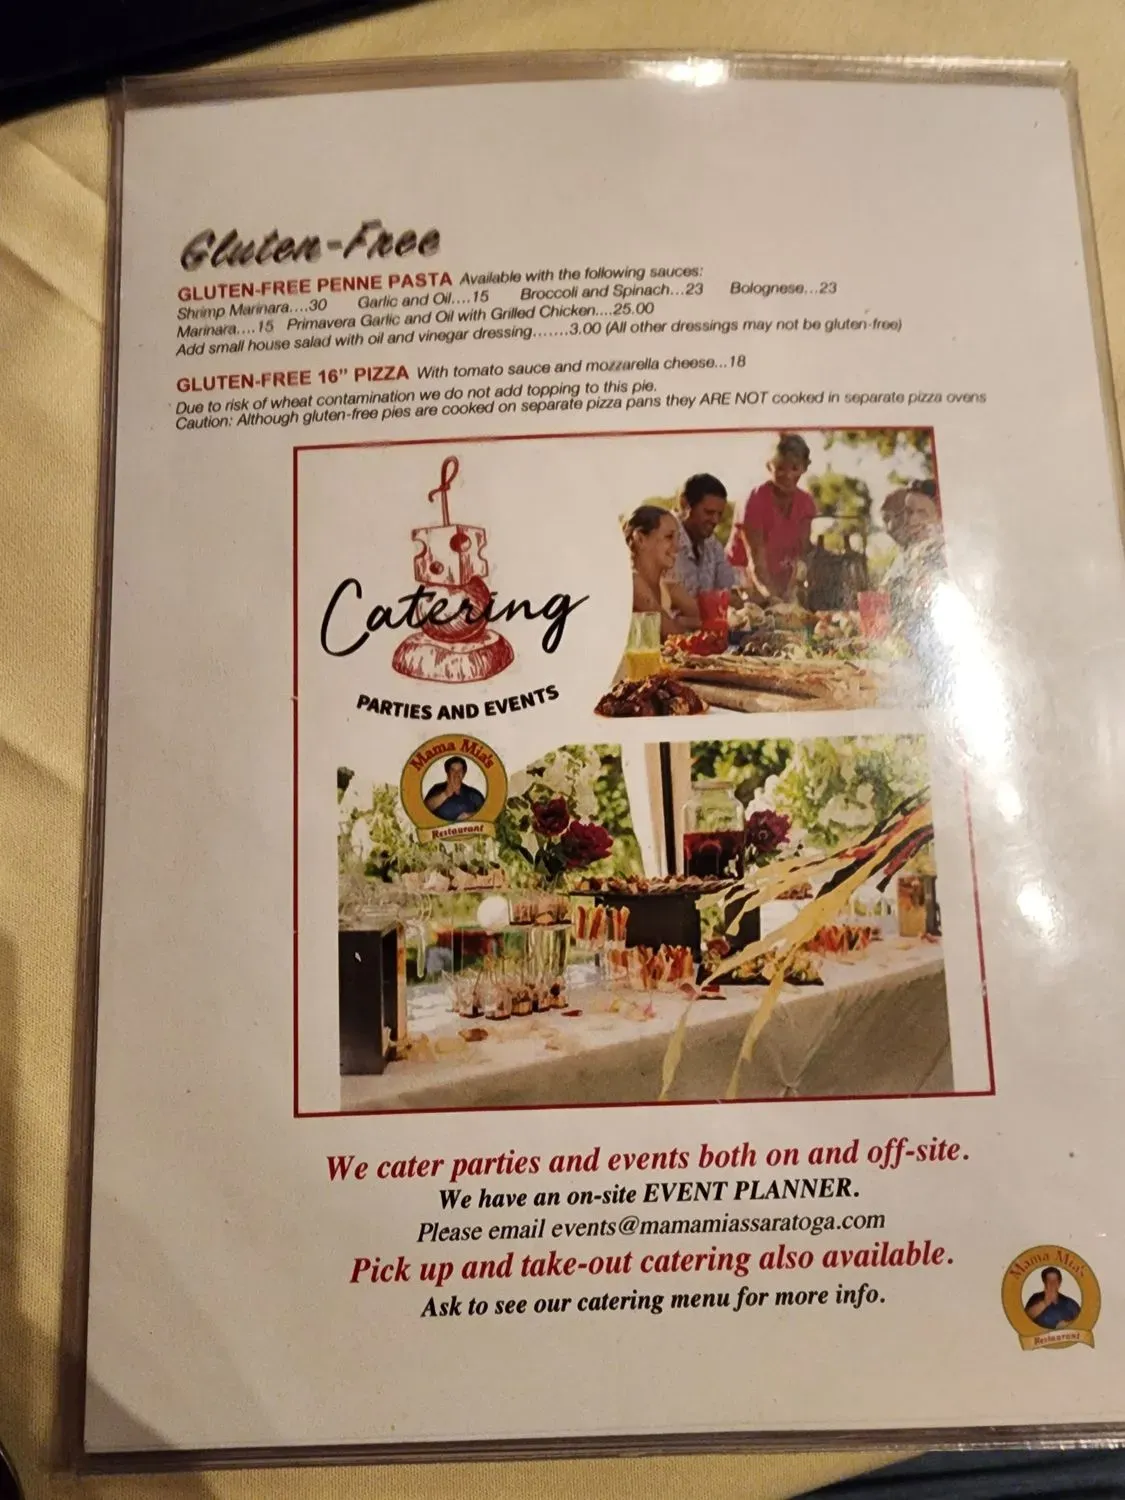 Gluten-Free
GLUTEN-FREE PENNE PASTA Available with the following sauces:
Shrimp Marinara....30 Garlic and Oil....15 Broccoli and Spinach...23 Bolognese...23
Marinara....15 Primavera Garlic and Oil with Grilled Chicken....25.00
Add small house salad with oil and vinegar dressing.......3.00 (All other dressings may not be gluten-free)
GLUTEN-FREE 16” PIZZA With tomato sauce and mozzarella cheese...18
Due to risk of wheat contamination we do not add topping to this pie.
Caution: Although gluten-free pies are cooked on separate pizza pans they ARE NOT cooked in separate pizza ovens
Catering
PARTIES AND EVENTS
Mama Mia's
Restaurant
We cater parties and events both on and off-site.
We have an on-site EVENT PLANNER.
Please email events@mamamiassaratoga.com
Pick up and take-out catering also available.
Ask to see our catering menu for more info.
Mama Mia's
Restaurant